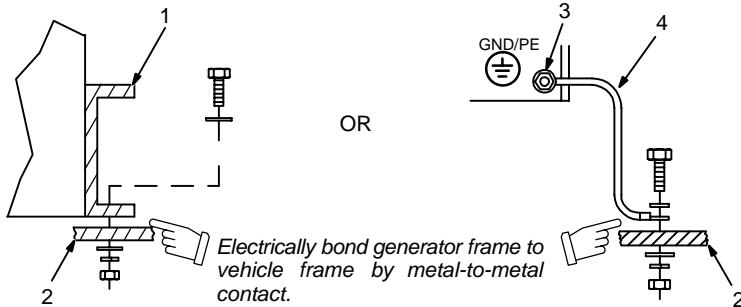 1
3
4
GND/PE
OR
2
Electrically bond generator frame to
vehicle frame by metal-to-metal
contact.
2